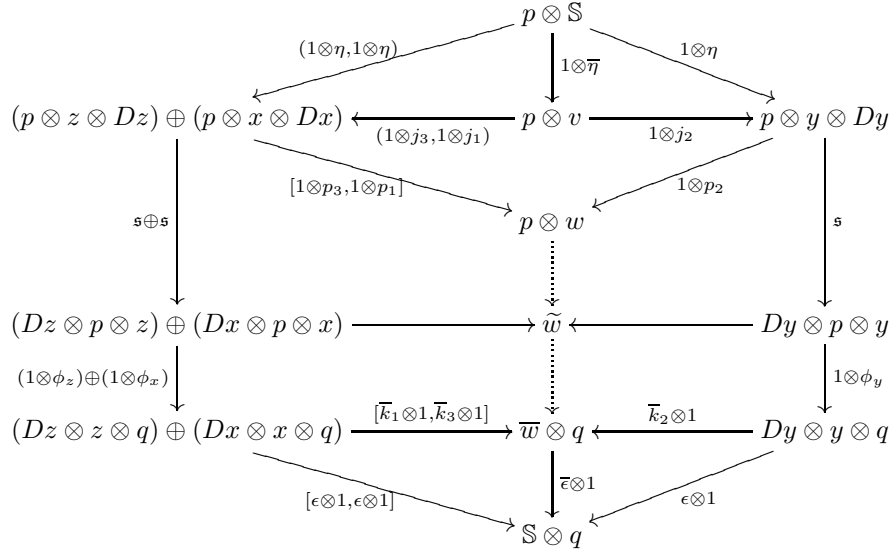 p ⊗ 𝕊
(1⊗η,1⊗η) 1⊗η̅ 1⊗η
(p ⊗ z ⊗ Dz) ⊕ (p ⊗ x ⊗ Dx) p ⊗ v p ⊗ y ⊗ Dy
(1⊗j₃,1⊗j₁) 1⊗j₂
[1⊗p₃,1⊗p₁] 1⊗p₂
𝔰⊕𝔰 p ⊗ w 𝔰
(Dz ⊗ p ⊗ z) ⊕ (Dx ⊗ p ⊗ x) w̃ Dy ⊗ p ⊗ y
(1⊗ϕ_z)⊕(1⊗ϕ_x) 1⊗ϕ_y
[k̅₁⊗1,k̅₃⊗1] k̅₂⊗1
(Dz ⊗ z ⊗ q) ⊕ (Dx ⊗ x ⊗ q) w̅ ⊗ q Dy ⊗ y ⊗ q
[ϵ⊗1,ϵ⊗1] ϵ̅⊗1 ϵ⊗1
𝕊 ⊗ q